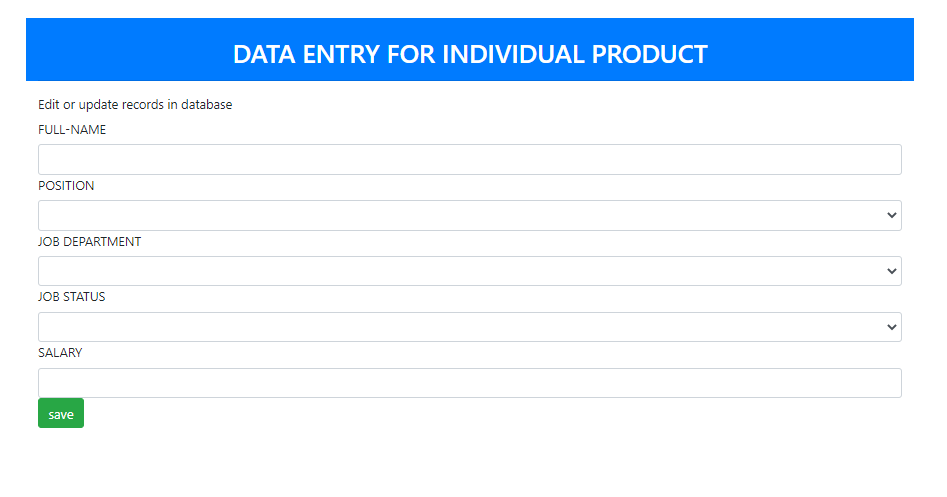 DATA ENTRY FOR INDIVIDUAL PRODUCT
Edit or update records in database
FULL-NAME
POSITION
JOB DEPARTMENT
JOB STATUS
SALARY
save